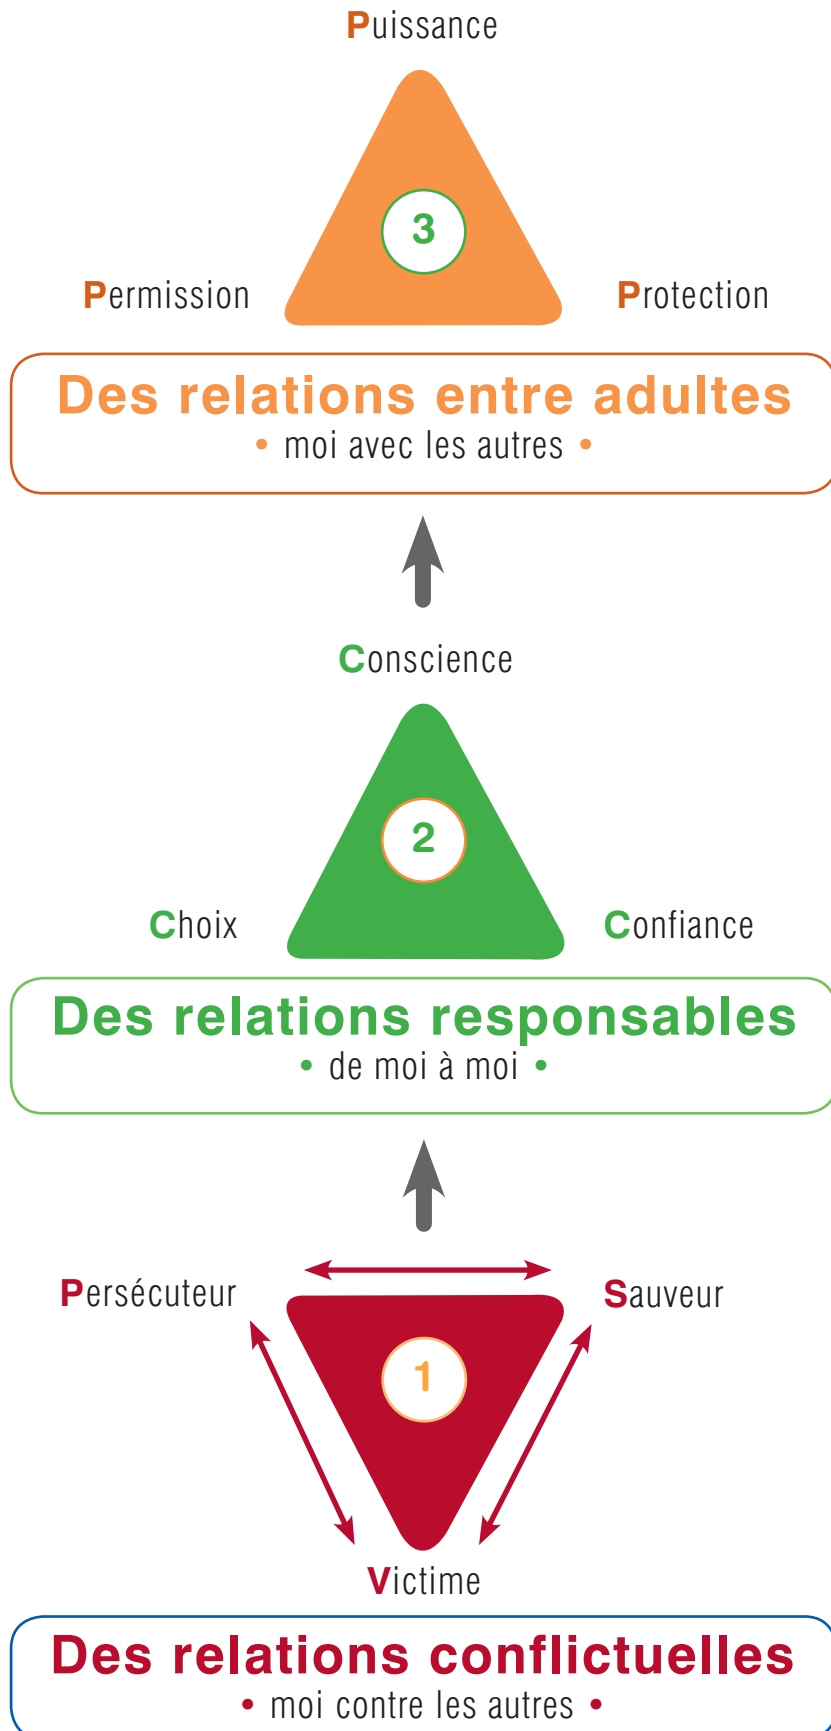 Puissance
3
Permission Protection
Des relations entre adultes
• moi avec les autres •
Conscience
2
Choix Confiance
Des relations responsables
• de moi à moi •
Persécuteur Sauveur
1
Victime
Des relations conflictuelles
• moi contre les autres •